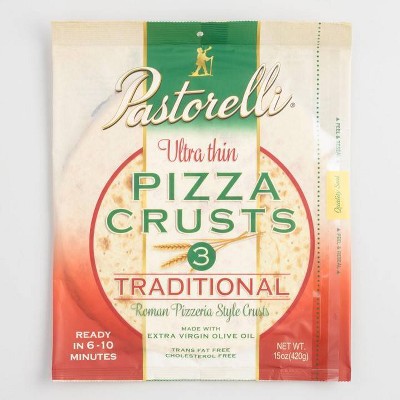 Pastorelli®
Ultra thin
PIZZA
CRUSTS
3
TRADITIONAL
Roman Pizzeria Style Crusts
MADE WITH
EXTRA VIRGIN OLIVE OIL
TRANS FAT FREE
CHOLESTEROL FREE
READY
IN 6-10
MINUTES
NET WT.
15oz(420g)